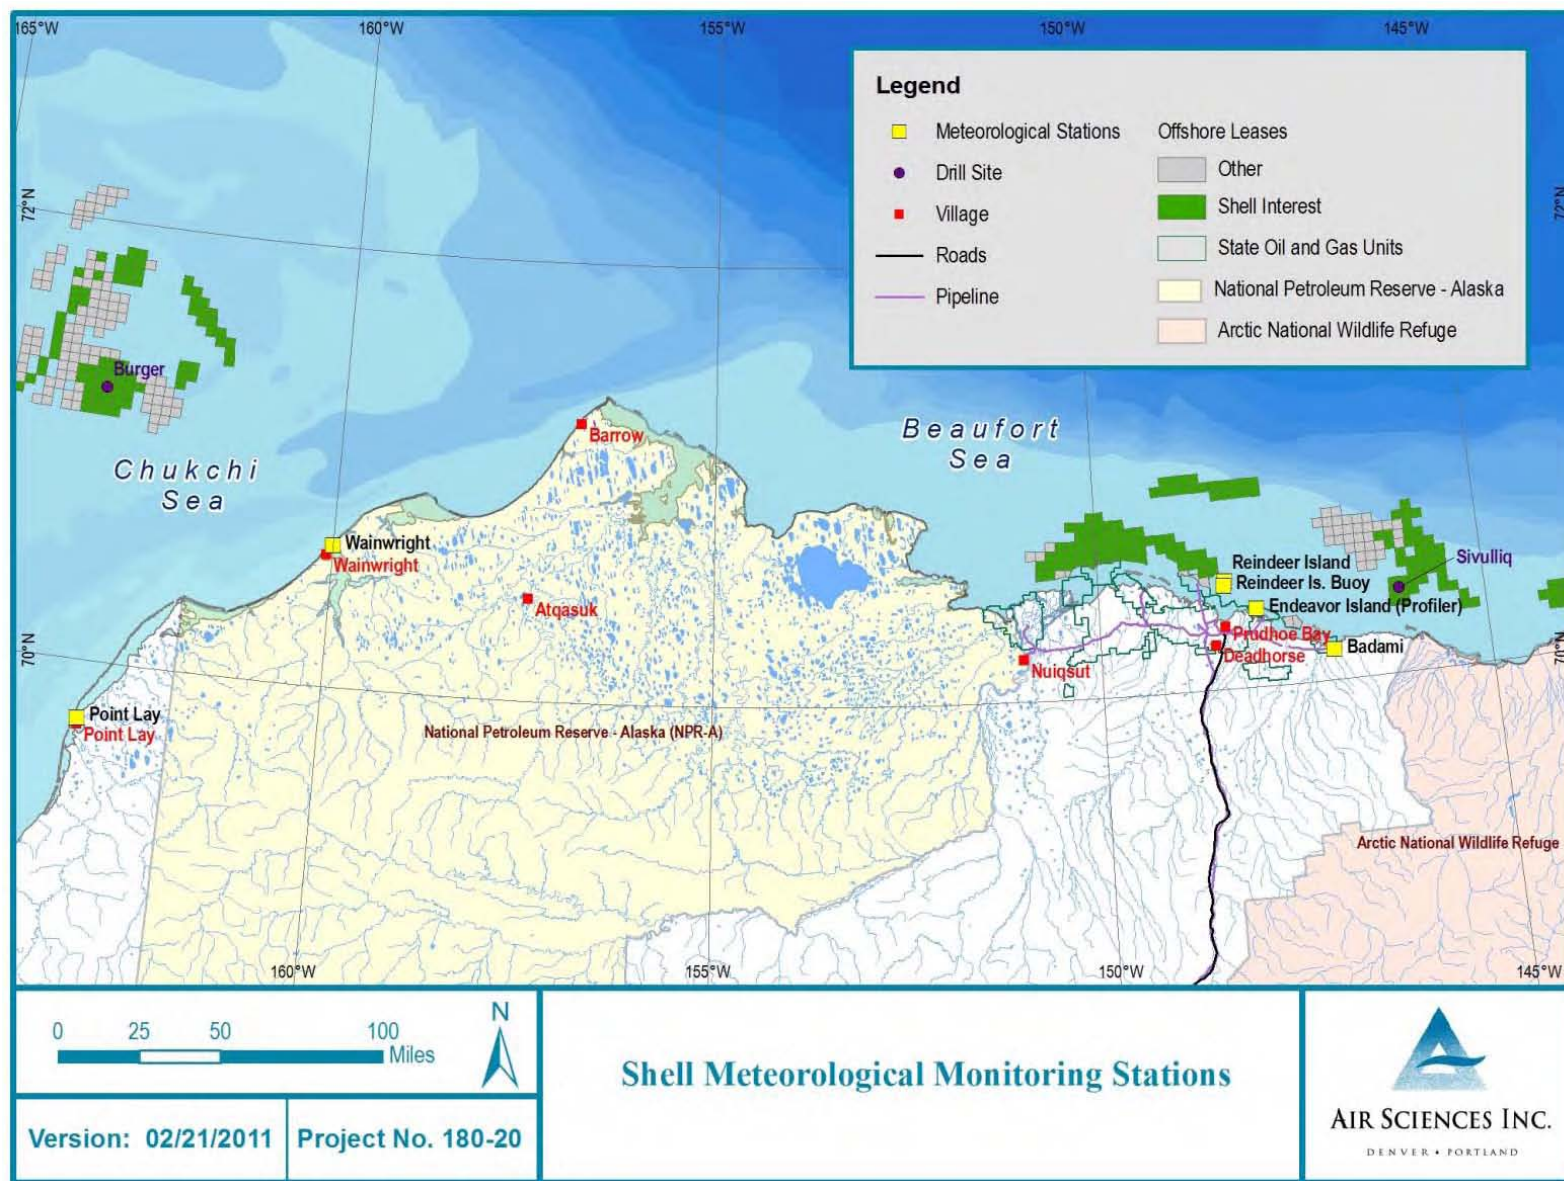 165°W
160°W
155°W
150°W
145°W
Legend
Meteorological Stations
Drill Site
Village
Roads
Pipeline
Offshore Leases
Other
Shell Interest
State Oil and Gas Units
National Petroleum Reserve - Alaska
Arctic National Wildlife Refuge
72°N
72°N
Burger
Barrow
Beaufort
Sea
Chukchi
Sea
Wainwright
Wainwright
Atqasuk
Reindeer Island
Reindeer Is. Buoy
Sivulliq
Endeavor Island (Profiler)
Prudhoe Bay
Deadhorse
Badami
Nuiqsut
70°N
70°N
Point Lay
Point Lay
National Petroleum Reserve - Alaska (NPR-A)
Arctic National Wildlife Refuge
160°W
155°W
150°W
145°W
0 25 50 100
Miles
N
Version: 02/21/2011
Project No. 180-20
Shell Meteorological Monitoring Stations
AIR SCIENCES INC.
DENVER • PORTLAND